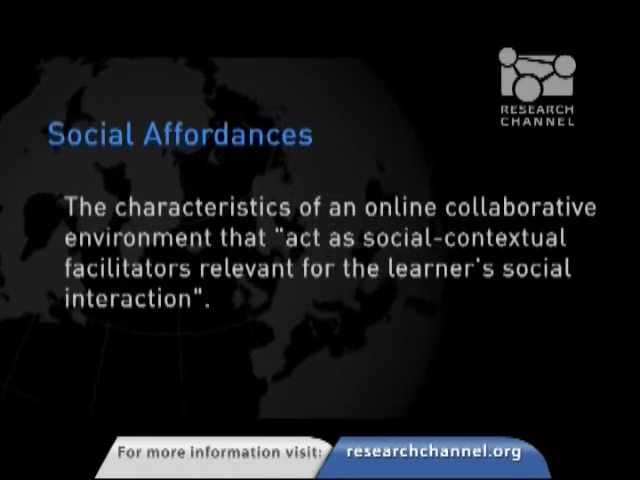 RESEARCH
CHANNEL
Social Affordances
The characteristics of an online collaborative
environment that "act as social-contextual
facilitators relevant for the learner's social
interaction".
For more information visit: researchchannel.org